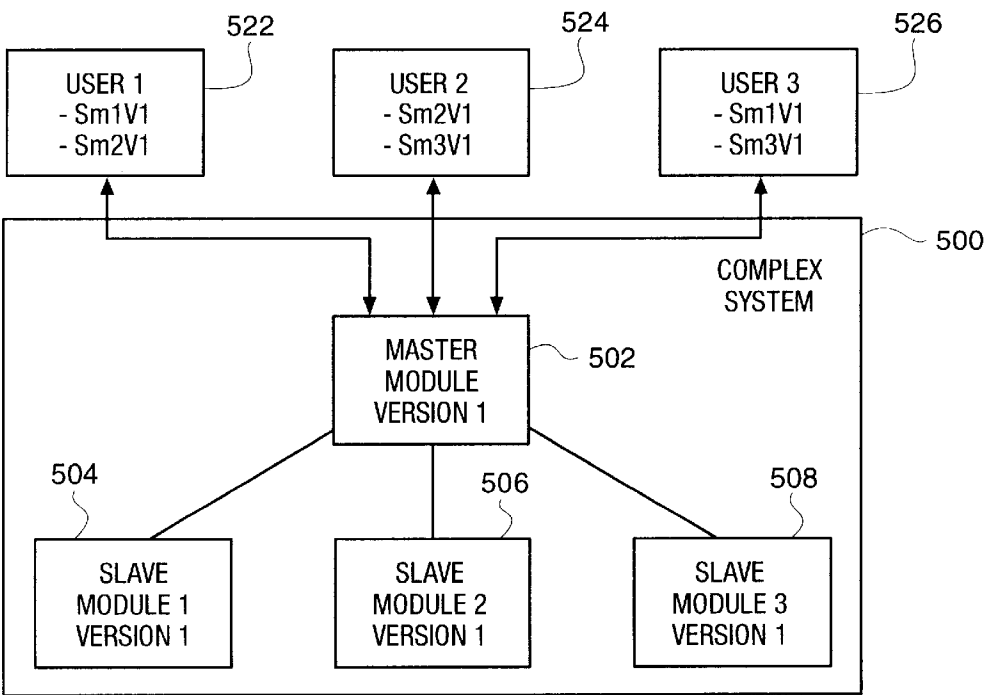 522
524
526
USER 1
- Sm1V1
- Sm2V1
USER 2
- Sm2V1
- Sm3V1
USER 3
- Sm1V1
- Sm3V1
500
COMPLEX
SYSTEM
MASTER
MODULE
VERSION 1
502
504
506
508
SLAVE
MODULE 1
VERSION 1
SLAVE
MODULE 2
VERSION 1
SLAVE
MODULE 3
VERSION 1